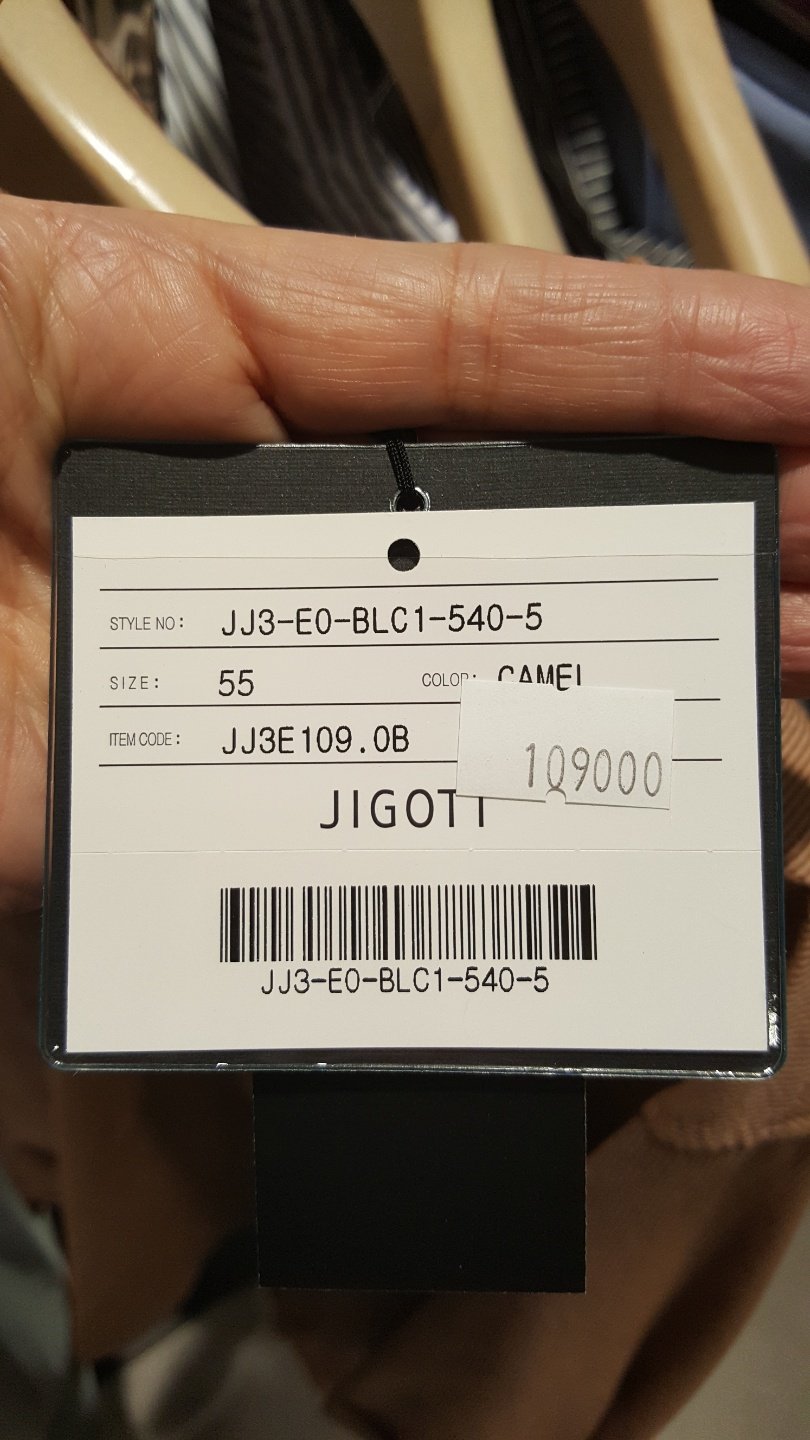 STYLE NO: JJ3-E0-BLC1-540-5
SIZE: 55 COLOR: CAMEL
ITEM CODE: JJ3E109.0B
109000
JIGOTT
JJ3-E0-BLC1-540-5